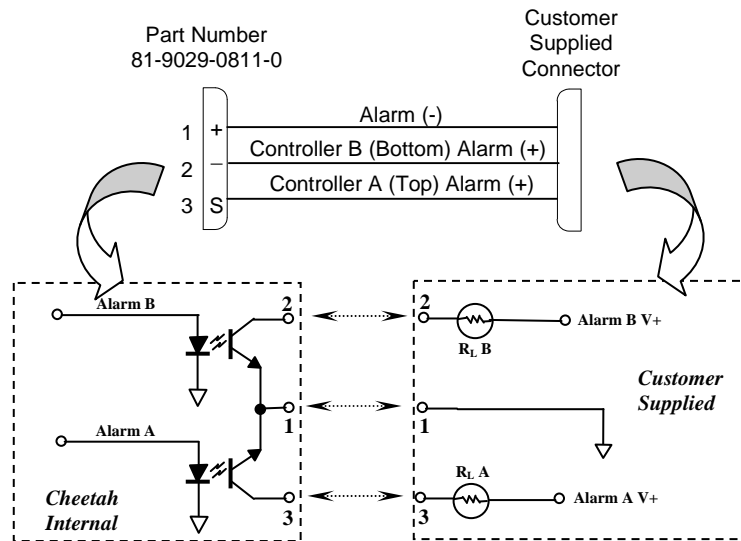 Part Number
81-9029-0811-0
Customer
Supplied
Connector
1 + Alarm (-)
2 – Controller B (Bottom) Alarm (+)
3 S Controller A (Top) Alarm (+)
Alarm B
2
2
R_L B
Alarm B V+
1
1
Customer
Supplied
Alarm A
3
3
R_L A
Alarm A V+
Cheetah
Internal